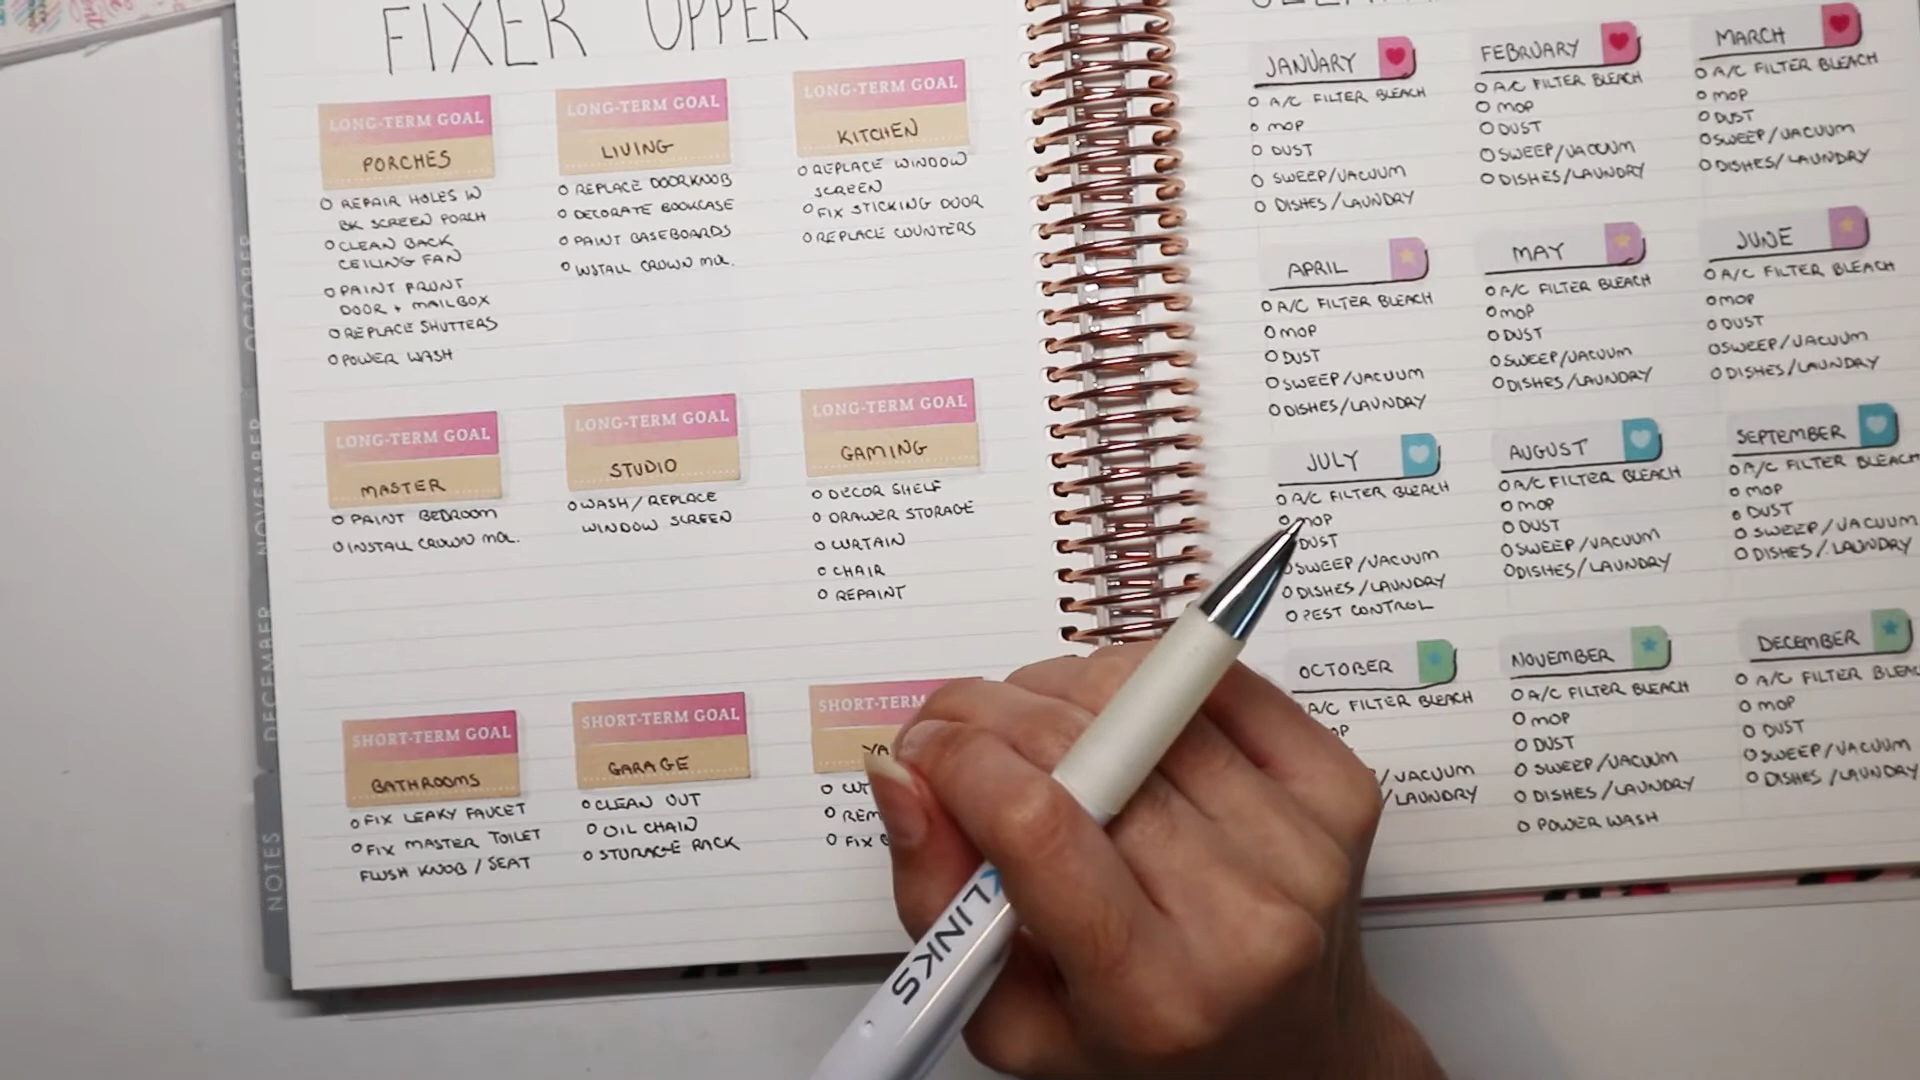 FIXER UPPER
LONG-TERM GOAL
PORCHES
REPAIR HOLES IN
BK SCREEN PORCH
CLEAN BACK
CEILING FAN
PAINT FRONT
DOOR + MAILBOX
REPLACE SHUTTERS
POWER WASH
LONG-TERM GOAL
LIVING
REPLACE DOORKNOB
DECORATE BOOKCASE
PAINT BASEBOARDS
INSTALL CROWN MOL.
LONG-TERM GOAL
KITCHEN
REPLACE WINDOW
SCREEN
FIX STICKING DOOR
REPLACE COUNTERS
LONG-TERM GOAL
MASTER
PAINT BEDROOM
INSTALL CROWN MOL.
LONG-TERM GOAL
STUDIO
WASH/REPLACE
WINDOW SCREEN
LONG-TERM GOAL
GAMING
DECOR SHELF
DRAWER STORAGE
CURTAIN
CHAIR
REPAINT
SHORT-TERM GOAL
BATHROOMS
FIX LEAKY FAUCET
FIX MASTER TOILET
FLUSH KNOB/SEAT
SHORT-TERM GOAL
GARAGE
CLEAN OUT
OIL CHAIN
STORAGE RACK
SHORT-TERM
FIX
JANUARY
A/C FILTER BLEACH
MOP
DUST
SWEEP/VACUUM
DISHES/LAUNDRY
FEBRUARY
A/C FILTER BLEACH
MOP
DUST
SWEEP/VACUUM
DISHES/LAUNDRY
MARCH
A/C FILTER BLEACH
MOP
DUST
SWEEP/VACUUM
DISHES/LAUNDRY
APRIL
A/C FILTER BLEACH
MOP
DUST
SWEEP/VACUUM
DISHES/LAUNDRY
MAY
A/C FILTER BLEACH
MOP
DUST
SWEEP/VACUUM
DISHES/LAUNDRY
JUNE
A/C FILTER BLEACH
MOP
DUST
SWEEP/VACUUM
DISHES/LAUNDRY
JULY
A/C FILTER BLEACH
MOP
DUST
SWEEP/VACUUM
DISHES/LAUNDRY
PEST CONTROL
AUGUST
A/C FILTER BLEACH
MOP
DUST
SWEEP/VACUUM
DISHES/LAUNDRY
SEPTEMBER
A/C FILTER BLEACH
MOP
DUST
SWEEP/VACUUM
DISHES/LAUNDRY
OCTOBER
A/C FILTER BLEACH
/VACUUM
/LAUNDRY
NOVEMBER
A/C FILTER BLEACH
MOP
DUST
SWEEP/VACUUM
DISHES/LAUNDRY
POWER WASH
DECEMBER
A/C FILTER BLEAC
MOP
DUST
SWEEP/VACUUM
DISHES/LAUNDRY
SEPTEMBER
OCTOBER
NOVEMBER
DECEMBER
NOTES
KLINKS